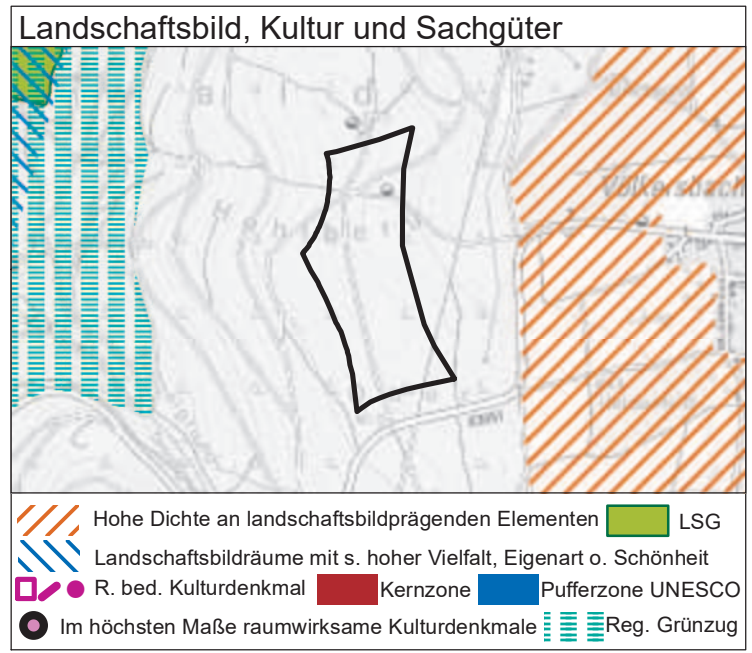 Landschaftsbild, Kultur und Sachgüter
a l d
Völkersbach
Hohe Dichte an landschaftsbildprägenden Elementen LSG
Landschaftsbildräume mit s. hoher Vielfalt, Eigenart o. Schönheit
R. bed. Kulturdenkmal Kernzone Pufferzone UNESCO
Im höchsten Maße raumwirksame Kulturdenkmale Reg. Grünzug